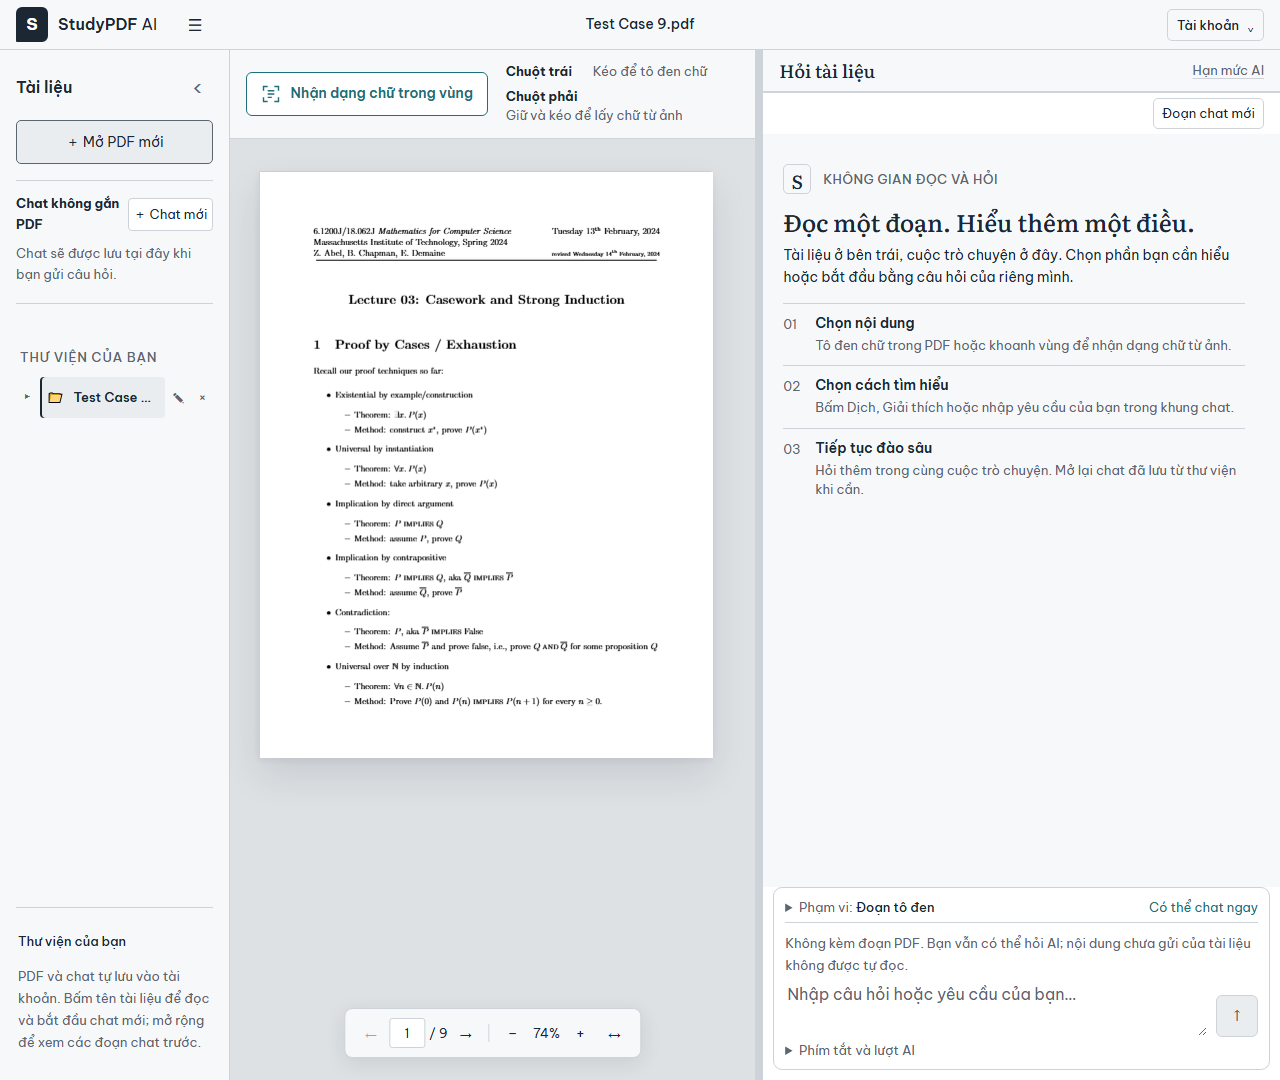 S StudyPDF AI ☰
Test Case 9.pdf
Tài khoản
Tài liệu
+ Mở PDF mới
Chat không gắn PDF
+ Chat mới
Chat sẽ được lưu tại đây khi
bạn gửi câu hỏi.
THƯ VIỆN CỦA BẠN
Test Case ...
Thư viện của bạn
PDF và chat tự lưu vào tài
khoản. Bấm tên tài liệu để đọc
và bắt đầu chat mới; mở rộng
để xem các đoạn chat trước.
Nhận dạng chữ trong vùng
Chuột trái Kéo để tô đen chữ
Chuột phải
Giữ và kéo để lấy chữ từ ảnh
6.1200J/18.062J Mathematics for Computer Science Tuesday 13th February, 2024
Massachusetts Institute of Technology, Spring 2024
Z. Abel, B. Chapman, E. Demaine revised Wednesday 14th February, 2024
Lecture 03: Casework and Strong Induction
1 Proof by Cases / Exhaustion
Recall our proof techniques so far:
• Existential by example/construction
– Theorem: ∃x. P(x)
– Method: construct x*, prove P(x*)
• Universal by instantiation
– Theorem: ∀x. P(x)
– Method: take arbitrary x, prove P(x)
• Implication by direct argument
– Theorem: P IMPLIES Q
– Method: assume P, prove Q
• Implication by contrapositive
– Theorem: P IMPLIES Q, aka Q̅ IMPLIES P̅
– Method: assume Q̅, prove P̅
• Contradiction:
– Theorem: P, aka P̅ IMPLIES False
– Method: Assume P̅ and prove false, i.e., prove Q AND Q̅ for some proposition Q
• Universal over ℕ by induction
– Theorem: ∀n ∈ ℕ. P(n)
– Method: Prove P(0) and P(n) IMPLIES P(n + 1) for every n ≥ 0.
← 1 / 9 → − 74% + ↔
Hỏi tài liệu
Hạn mức AI
Đoạn chat mới
S KHÔNG GIAN ĐỌC VÀ HỎI
Đọc một đoạn. Hiểu thêm một điều.
Tài liệu ở bên trái, cuộc trò chuyện ở đây. Chọn phần bạn cần hiểu
hoặc bắt đầu bằng câu hỏi của riêng mình.
01 Chọn nội dung
Tô đen chữ trong PDF hoặc khoanh vùng để nhận dạng chữ từ ảnh.
02 Chọn cách tìm hiểu
Bấm Dịch, Giải thích hoặc nhập yêu cầu của bạn trong khung chat.
03 Tiếp tục đào sâu
Hỏi thêm trong cùng cuộc trò chuyện. Mở lại chat đã lưu từ thư viện
khi cần.
Phạm vi: Đoạn tô đen
Có thể chat ngay
Không kèm đoạn PDF. Bạn vẫn có thể hỏi AI; nội dung chưa gửi của tài liệu
không được tự đọc.
Nhập câu hỏi hoặc yêu cầu của bạn...
↑
Phím tắt và lượt AI